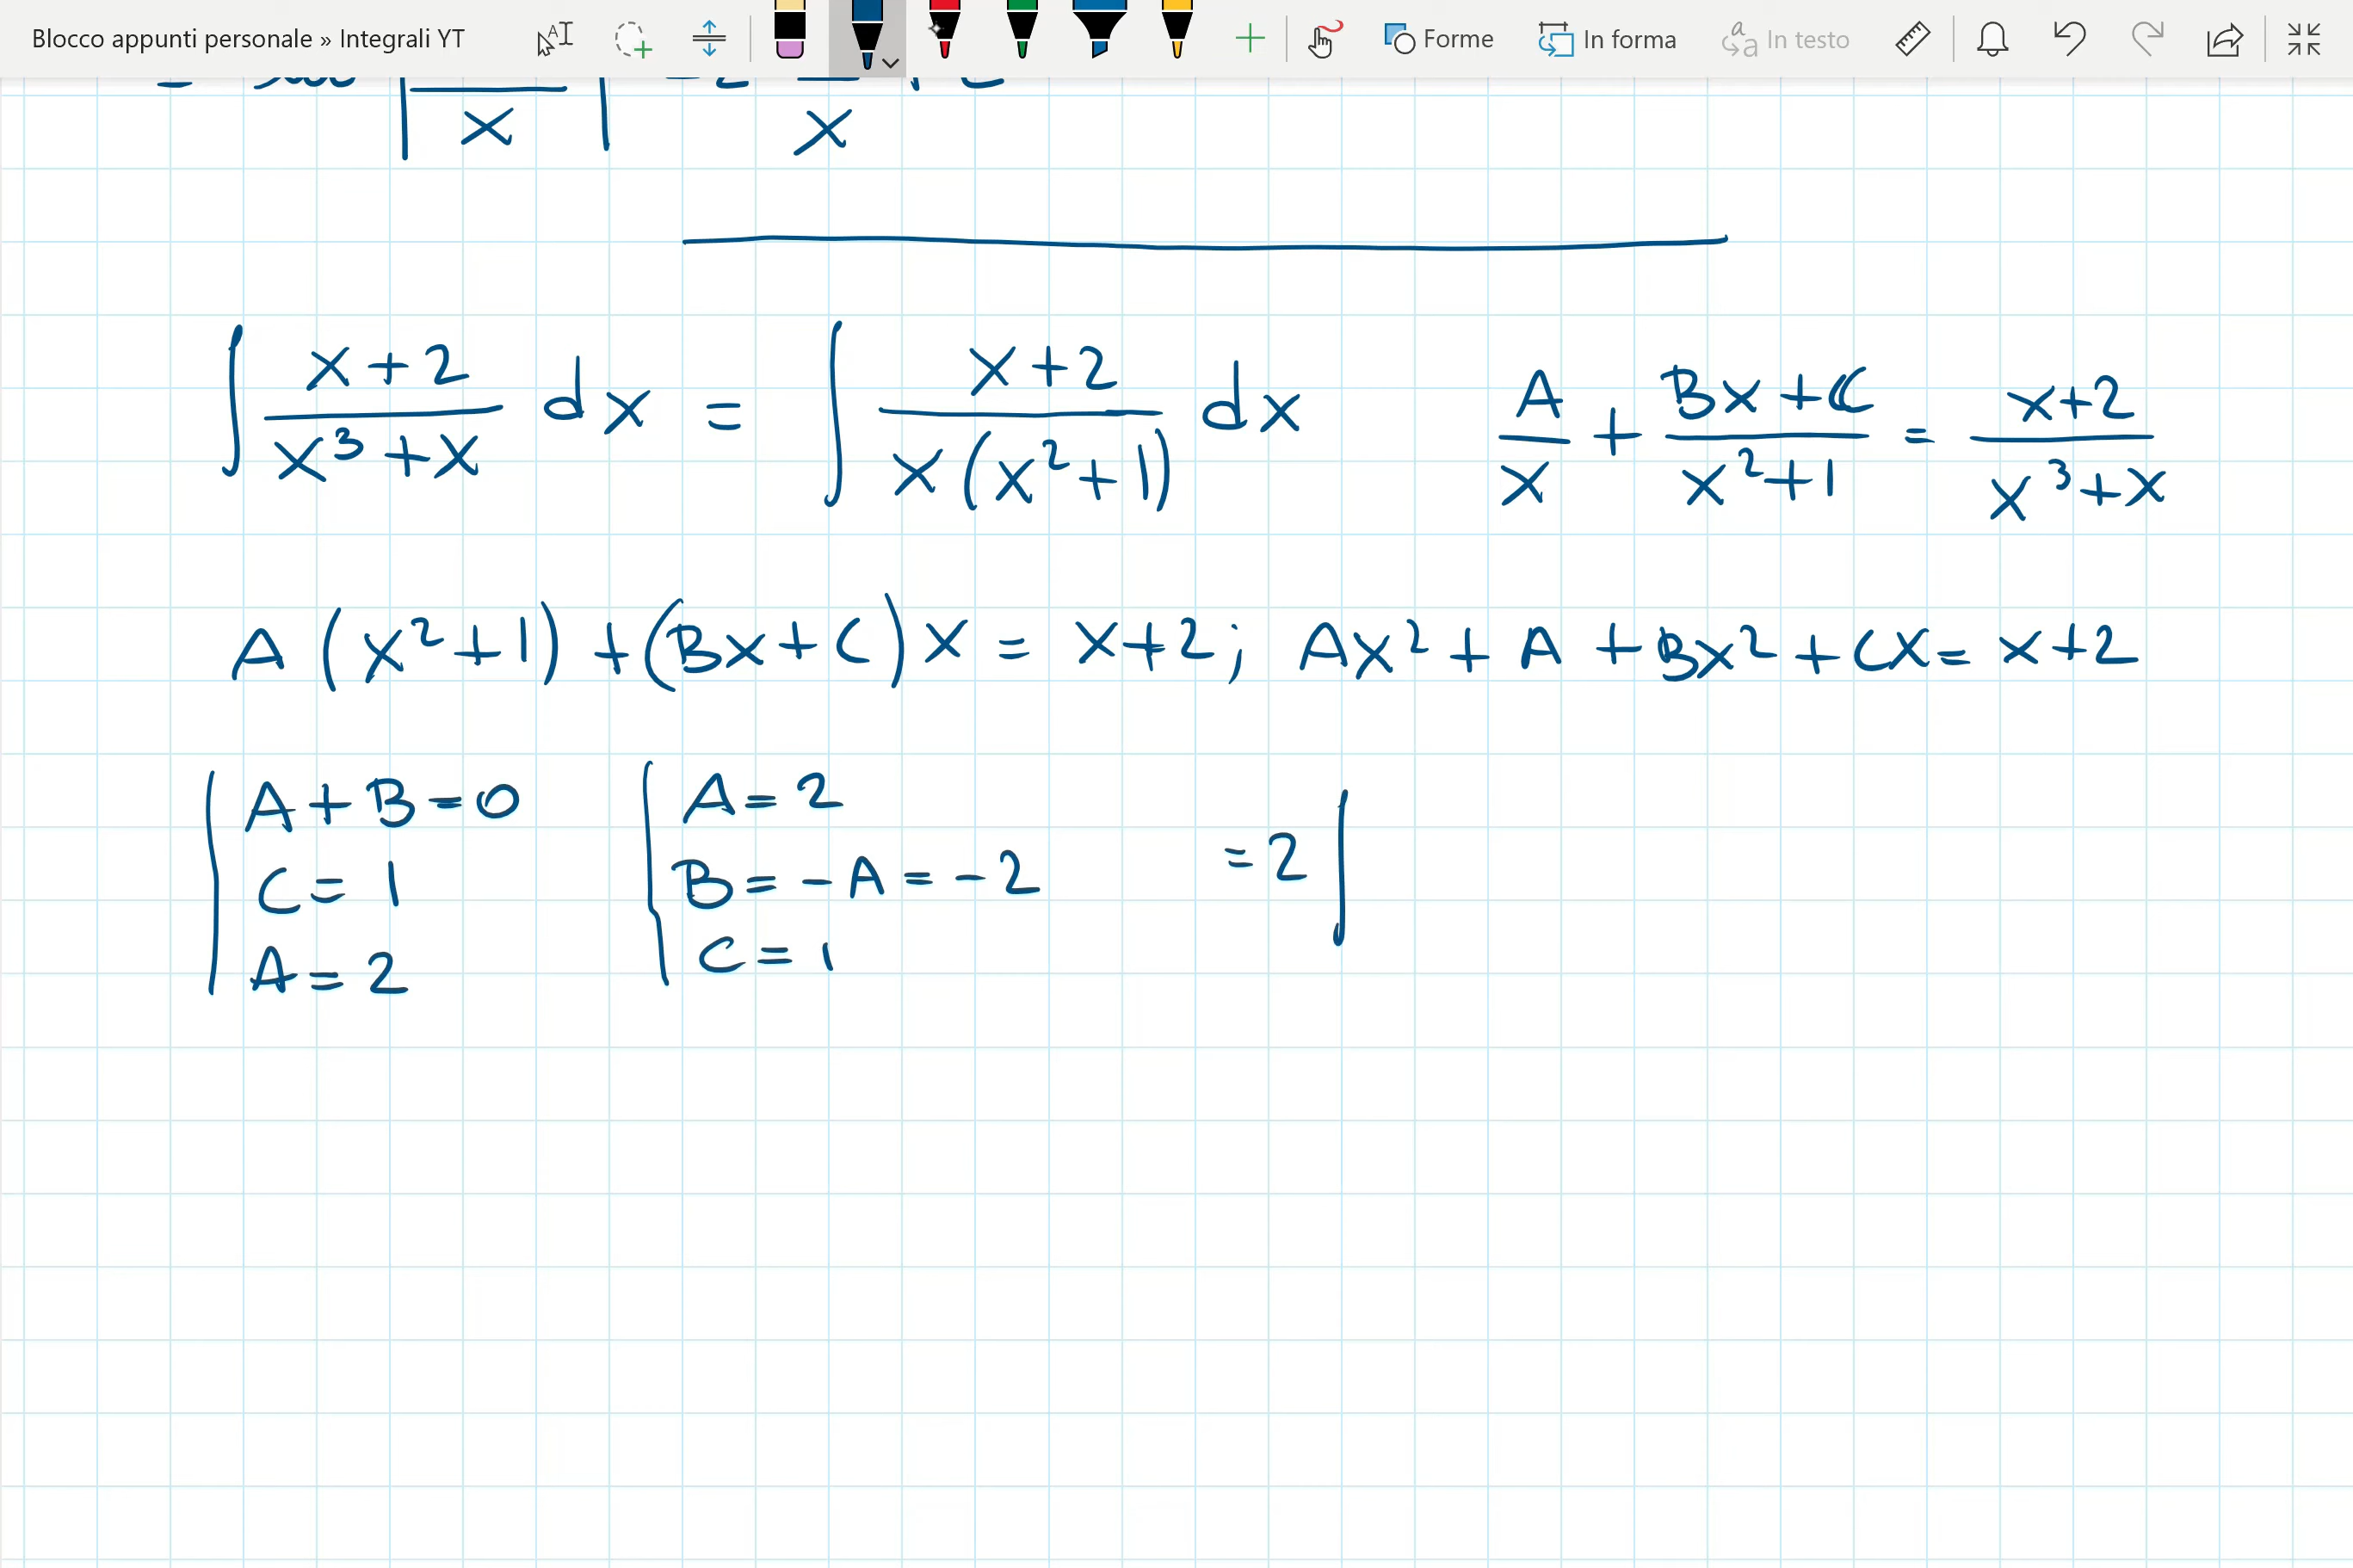 Blocco appunti personale » Integrali YT Forme In forma In testo
x x
∫ (x+2)/(x³+x) dx = ∫ (x+2)/(x(x²+1)) dx A/x + (Bx+C)/(x²+1) = (x+2)/(x³+x)
A(x²+1)+(Bx+C)x = x+2; Ax²+A+Bx²+Cx = x+2
A+B=0 A=2
C=1 B=-A=-2 =2∫
A=2 C=1